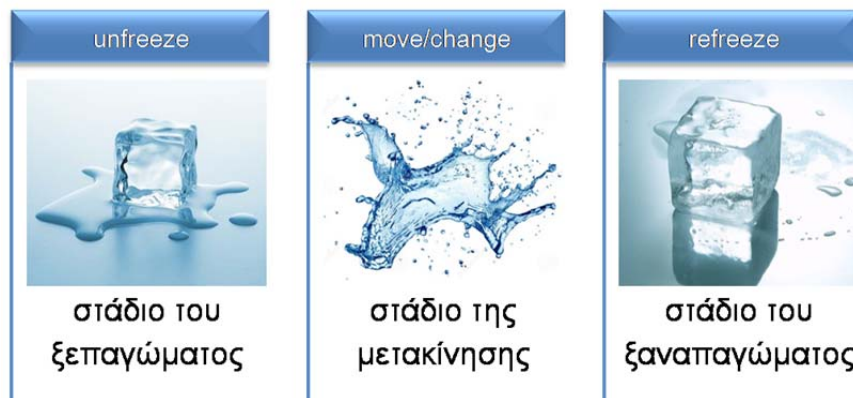 unfreeze
στάδιο του
ξεπαγώματος
move/change
στάδιο της
μετακίνησης
refreeze
στάδιο του
ξαναπαγώματος